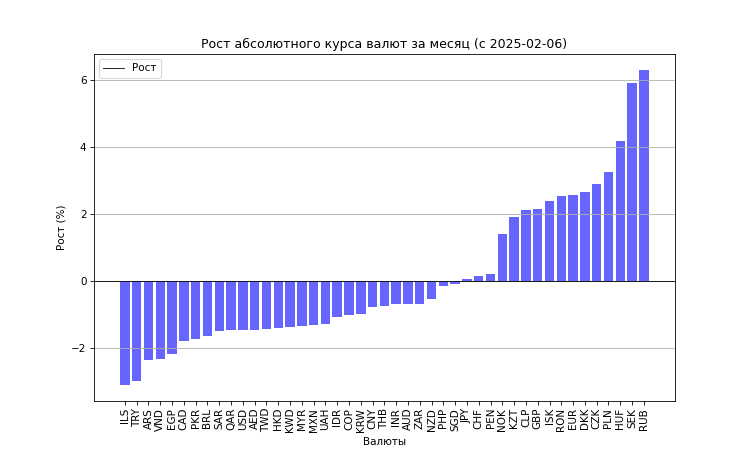 Рост абсолютного курса валют за месяц (с 2025-02-06)
Рост
6
4
2
0
−2
Рост (%)
ILS TRY ARS VND EGP CAD PKR BRL SAR QAR USD AED TWD HKD KWD MYR MXN UAH IDR COP KRW CNY THB INR AUD ZAR NZD PHP SGD JPY CHF PEN NOK KZT CLP GBP ISK RON EUR DKK CZK PLN HUF SEK RUB
Валюты